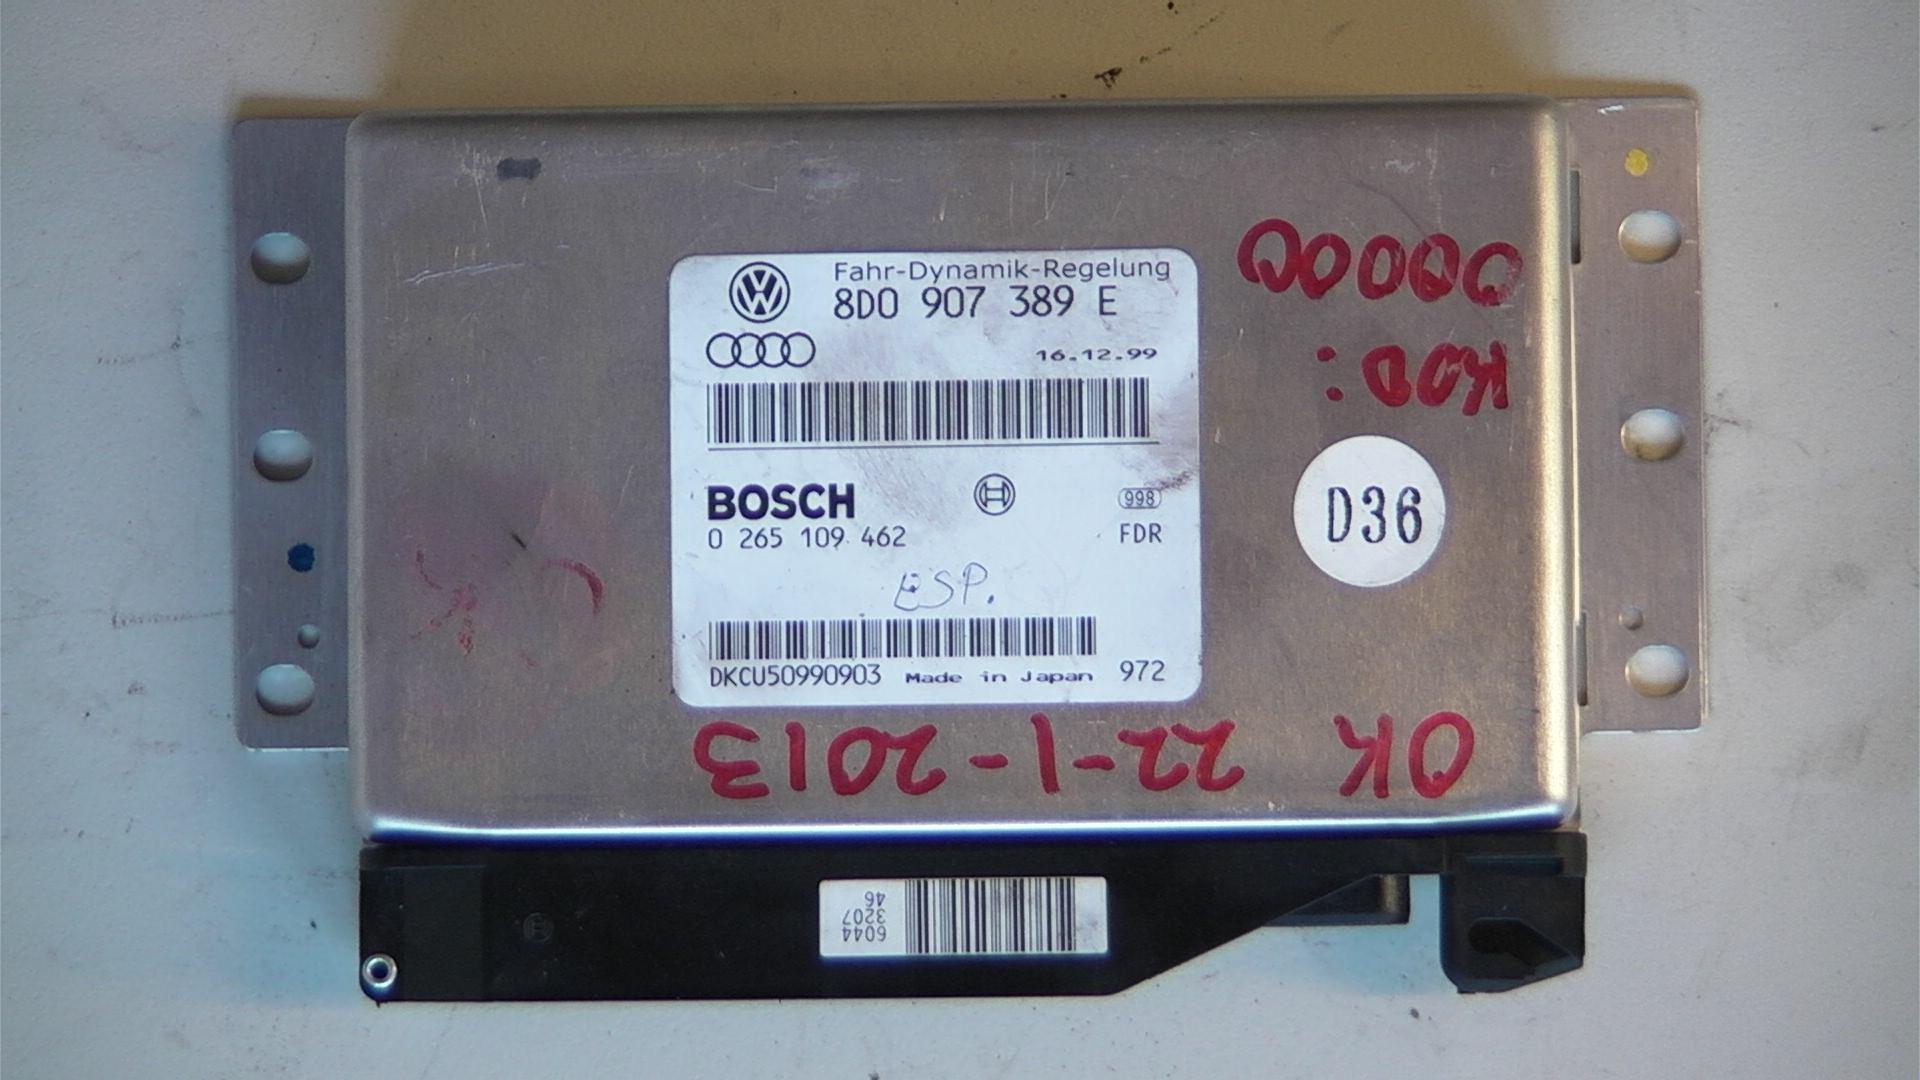 Fahr-Dynamik-Regelung
8D0 907 389 E
16.12.99
BOSCH
998
0 265 109 462
FDR
ESP.
DKCU50990903 Made in Japan 972
D36
OK 22-1-2013
KOD:
00000
6044
3207
46